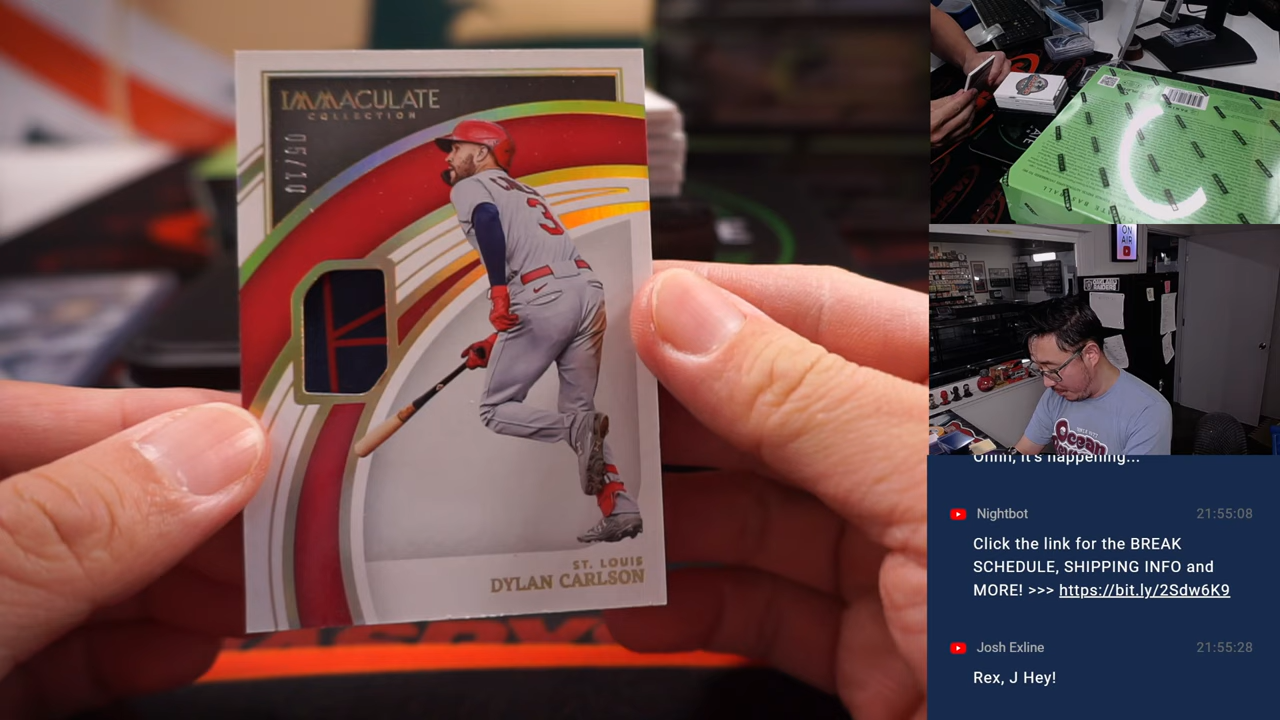 IMMACULATE
COLLECTION
05/10
3
ST. LOUIS
DYLAN CARLSON
ON
AIR
Ocean
Ohhh, it's happening...
Nightbot
21:55:08
Click the link for the BREAK
SCHEDULE, SHIPPING INFO and
MORE! >>> https://bit.ly/2Sdw6K9
Josh Exline
21:55:28
Rex, J Hey!